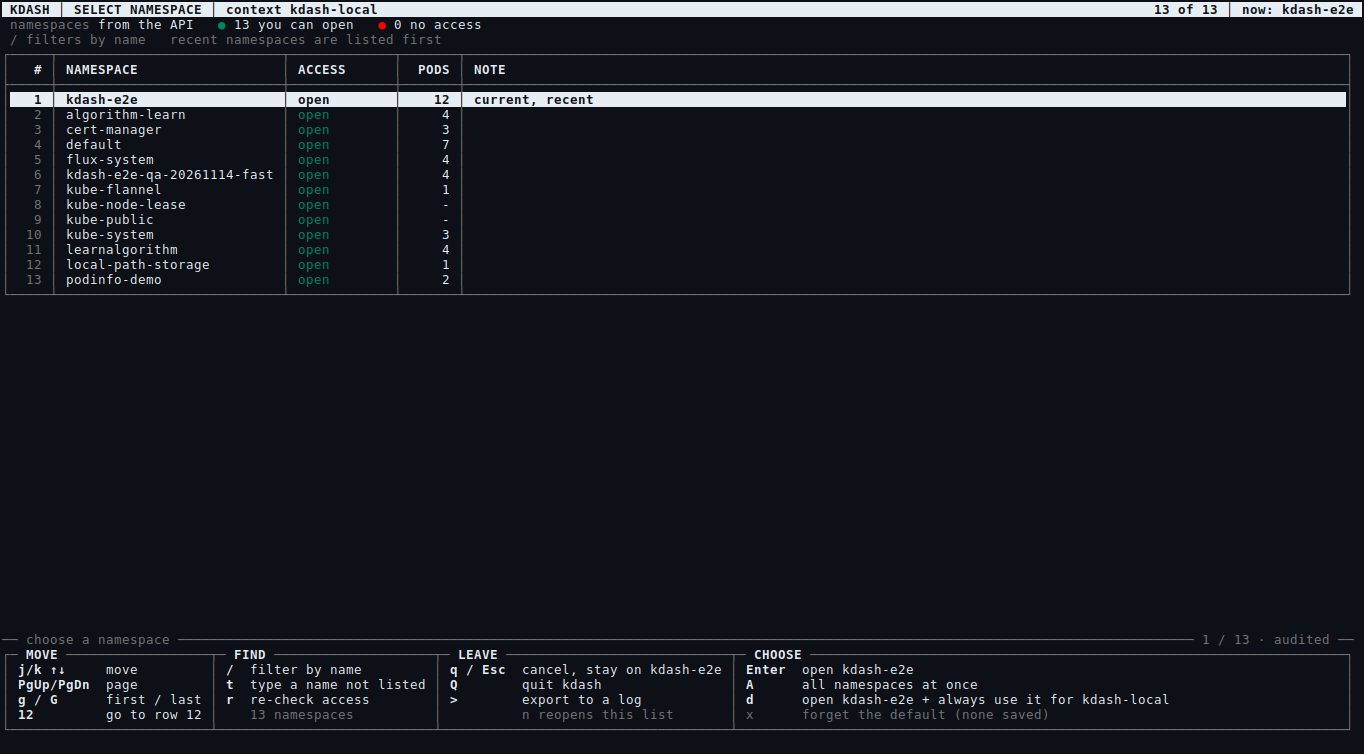 KDASH │ SELECT NAMESPACE │ context kdash-local 13 of 13 │ now: kdash-e2e
namespaces from the API ● 13 you can open ● 0 no access
/ filters by name recent namespaces are listed first
# NAMESPACE ACCESS PODS NOTE
1 kdash-e2e open 12 current, recent
2 algorithm-learn open 4
3 cert-manager open 3
4 default open 7
5 flux-system open 4
6 kdash-e2e-qa-20261114-fast open 4
7 kube-flannel open 1
8 kube-node-lease open -
9 kube-public open -
10 kube-system open 3
11 learnalgorithm open 4
12 local-path-storage open 1
13 podinfo-demo open 2
choose a namespace 1 / 13 · audited
MOVE FIND LEAVE CHOOSE
j/k ↑↓ move / filter by name q / Esc cancel, stay on kdash-e2e Enter open kdash-e2e
PgUp/PgDn page t type a name not listed Q quit kdash A all namespaces at once
g / G first / last r re-check access > export to a log d open kdash-e2e + always use it for kdash-local
12 go to row 12 13 namespaces n reopens this list x forget the default (none saved)